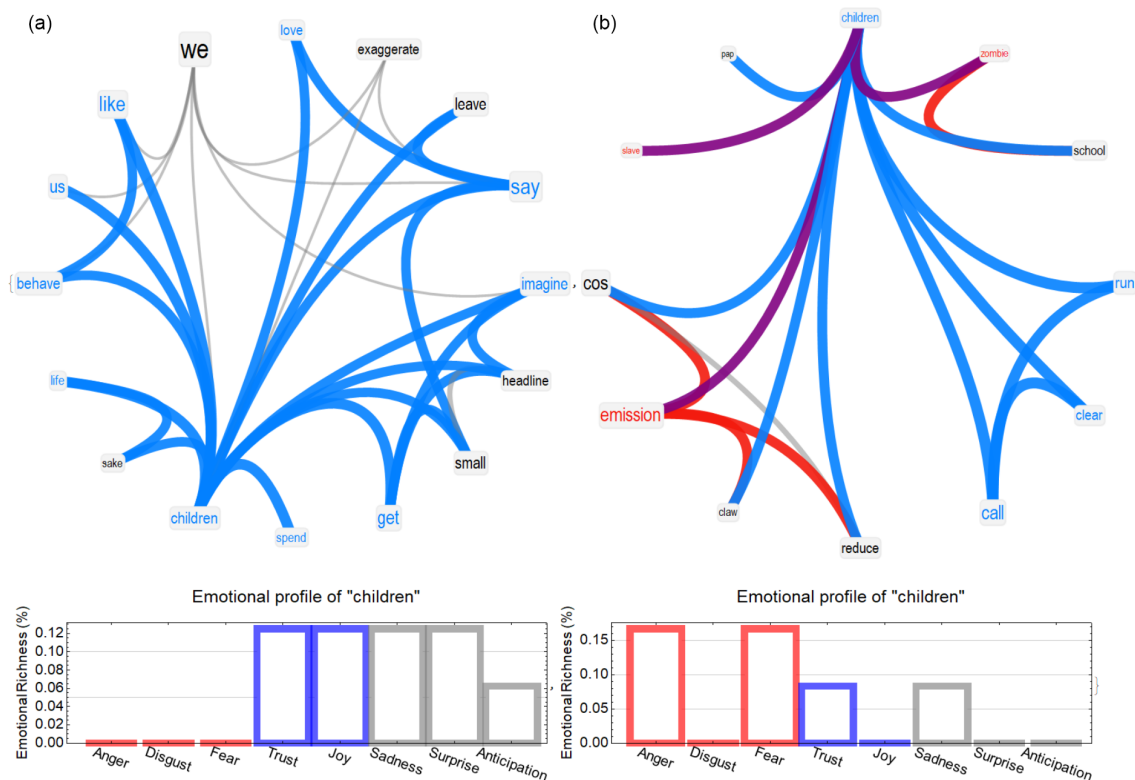 (a)
we
love
exaggerate
like
leave
us
say
behave
imagine
,
life
headline
sake
small
children
get
spend
{
Emotional profile of "children"
Emotional Richness (%)
0.12
0.10
0.08
0.06
0.04
0.02
0.00
Anger Disgust Fear Trust Joy Sadness Surprise Anticipation
,
(b)
children
pap
zombie
slave
school
cos
run
emission
clear
claw
call
reduce
Emotional profile of "children"
Emotional Richness (%)
0.15
0.10
0.05
0.00
Anger Disgust Fear Trust Joy Sadness Surprise Anticipation
}